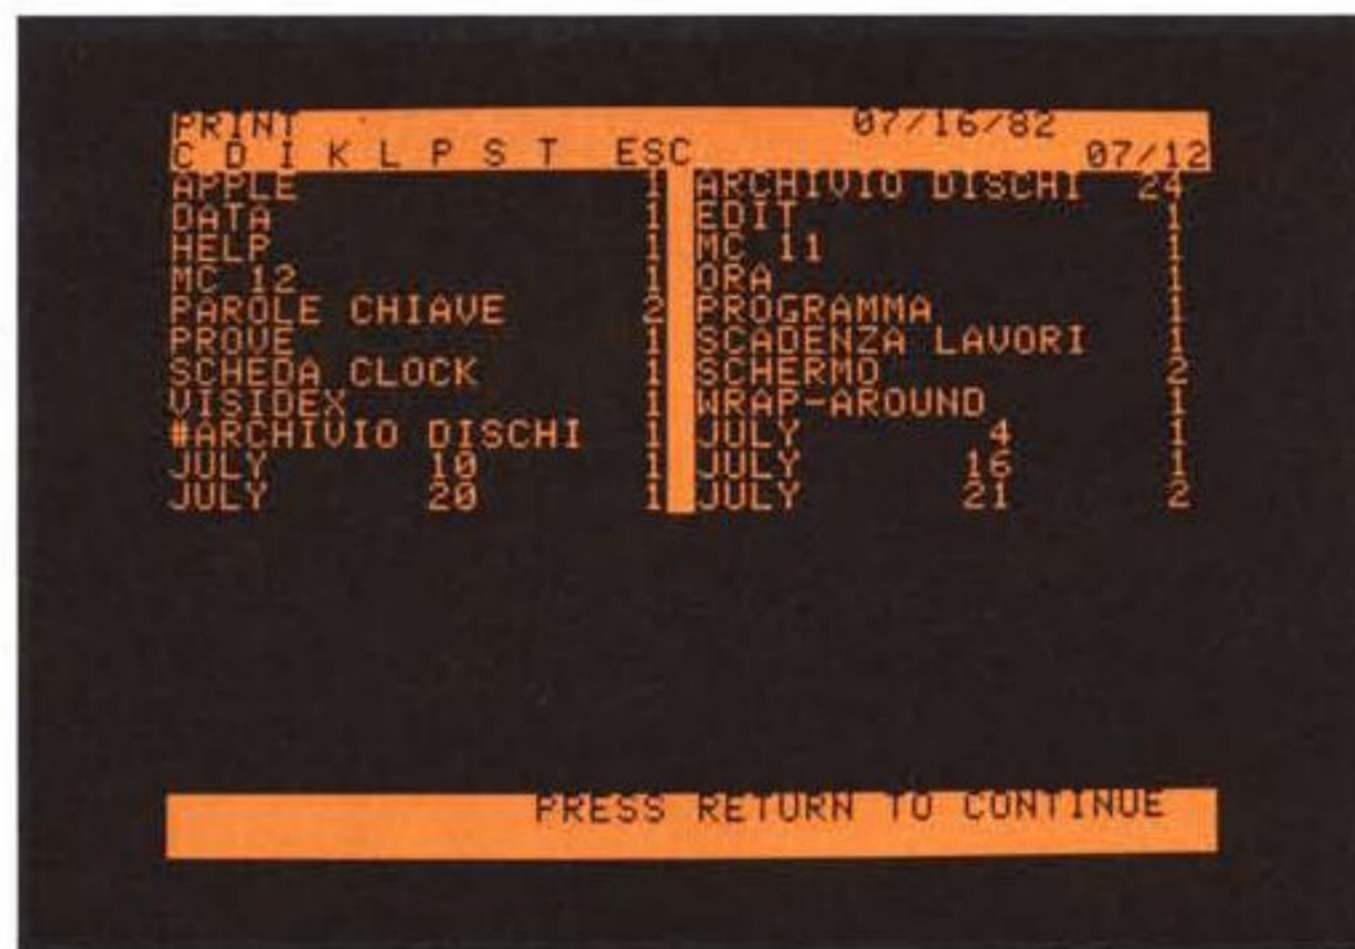 PRINT 07/16/82
C D I K L P S T ESC 07/12
APPLE 1 ARCHIVIO DISCHI 24
DATA 1 EDIT 1
HELP 1 MC 11 1
MC 12 1 ORA 1
PAROLE CHIAVE 2 PROGRAMMA 1
PROVE 1 SCADENZA LAVORI 1
SCHEDA CLOCK 1 SCHERMO 2
VISIDEX 1 WRAP-AROUND 1
#ARCHIVIO DISCHI 1 JULY 4 1
JULY 10 1 JULY 16 1
JULY 20 1 JULY 21 2
PRESS RETURN TO CONTINUE